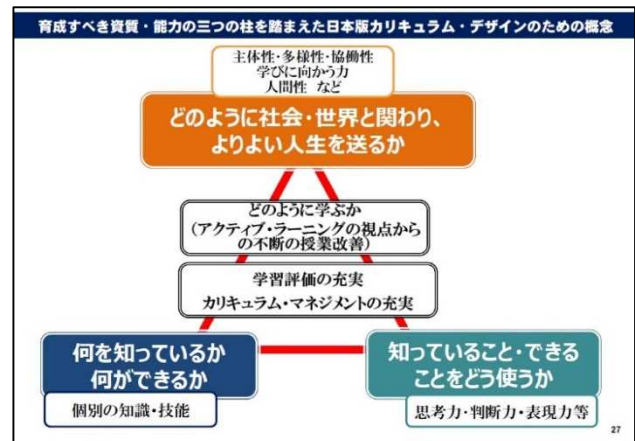 育成すべき資質・能力の三つの柱を踏まえた日本版カリキュラム・デザインのための概念
主体性・多様性・協働性
学びに向かう力
人間性 など
どのように社会・世界と関わり、
よりよい人生を送るか
どのように学ぶか
(アクティブ・ラーニングの視点から
の不断の授業改善)
学習評価の充実
カリキュラム・マネジメントの充実
何を知っているか
何ができるか
個別の知識・技能
知っていること・できる
ことをどう使うか
思考力・判断力・表現力等
27